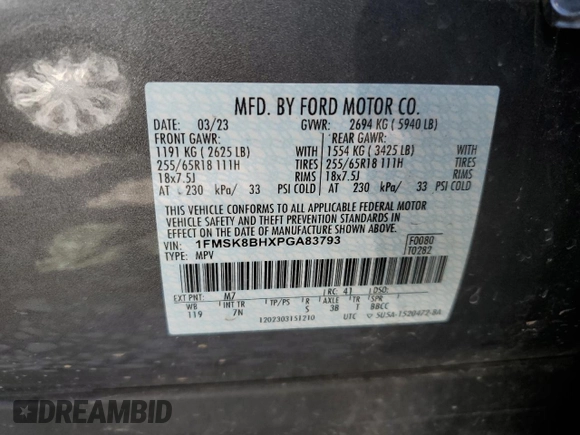 MFD. BY FORD MOTOR CO.
DATE: 03/23 GVWR: 2694 KG ( 5940 LB)
FRONT GAWR: REAR GAWR:
1191 KG ( 2625 LB) WITH 1554 KG ( 3425 LB) WITH
255/65R18 111H TIRES 255/65R18 111H TIRES
18x7.5J RIMS 18x7.5J RIMS
AT 230 kPa/ 33 PSI COLD AT 230 kPa/ 33 PSI COLD
THIS VEHICLE CONFORMS TO ALL APPLICABLE FEDERAL MOTOR
VEHICLE SAFETY AND THEFT PREVENTION STANDARDS IN
EFFECT ON THE DATE OF MANUFACTURE SHOWN ABOVE.
VIN: 1FMSK8BHXPGA83793 F0080
TYPE: MPV T0282
EXT PNT: M7 RC: 41 DSO:
WB INT TR TP/PS R AXLE TR SPR
119 7N S 3B 1 BBCC
1202303151210 UTC
DREAMBID